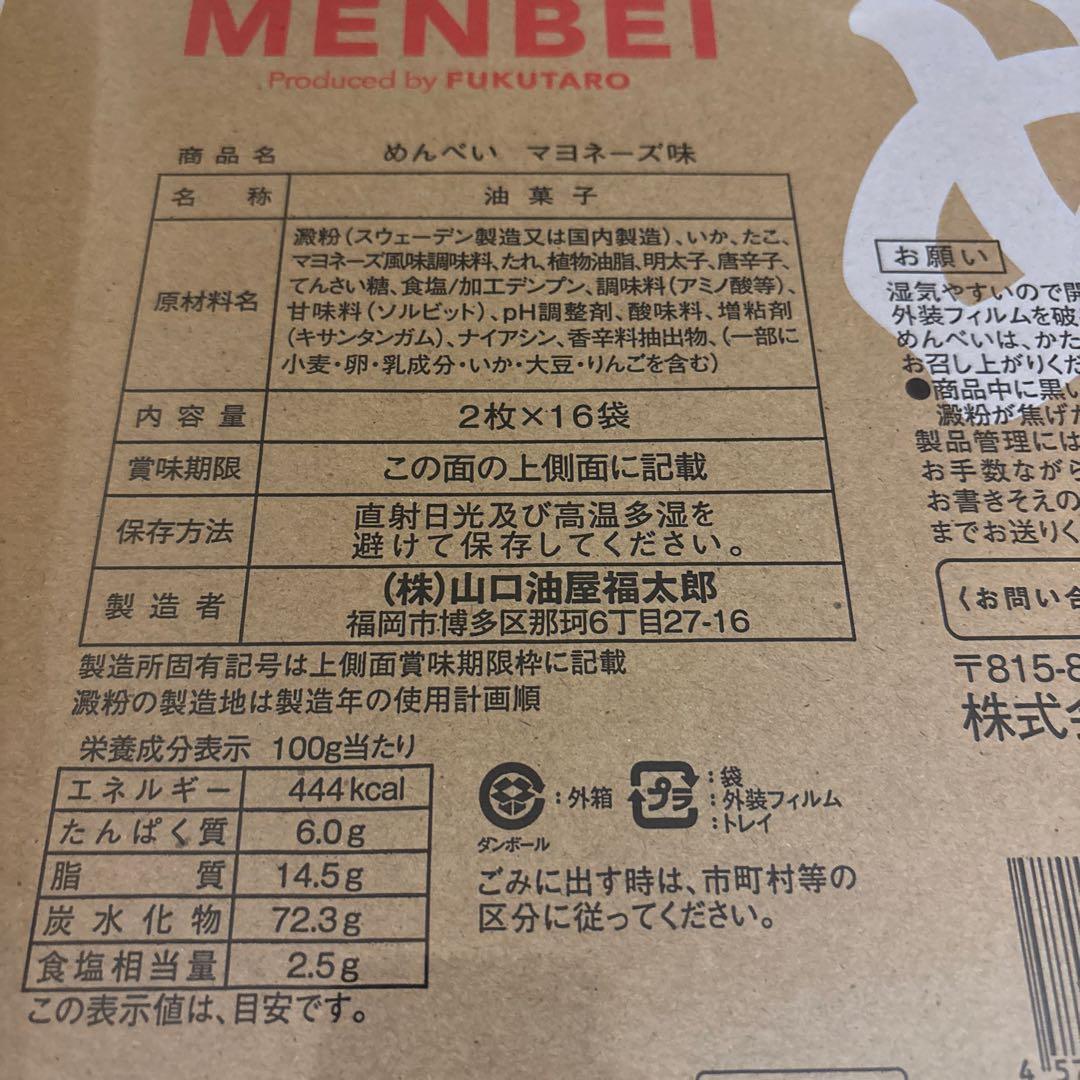 MENBEI
Produced by FUKUTARO
商品名 めんべい マヨネーズ味
名称 油菓子
原材料名 澱粉(スウェーデン製造又は国内製造)、いか、たこ、
マヨネーズ風味調味料、たれ、植物油脂、明太子、唐辛子、
てんさい糖、食塩/加工デンプン、調味料(アミノ酸等)、
甘味料(ソルビット)、pH調整剤、酸味料、増粘剤
(キサンタンガム)、ナイアシン、香辛料抽出物、(一部に
小麦・卵・乳成分・いか・大豆・りんごを含む)
内容量 2枚×16袋
賞味期限 この面の上側面に記載
保存方法 直射日光及び高温多湿を
避けて保存してください。
製造者 (株)山口油屋福太郎
福岡市博多区那珂6丁目27-16
製造所固有記号は上側面賞味期限枠に記載
澱粉の製造地は製造年の使用計画順
栄養成分表示 100g当たり
エネルギー 444kcal
たんぱく質 6.0g
脂質 14.5g
炭水化物 72.3g
食塩相当量 2.5g
この表示値は、目安です。
ダンボール
:外箱
プラ
:袋
:外装フィルム
:トレイ
ごみに出す時は、市町村等の
区分に従ってください。
お願い
湿気やすいので開
外装フィルムを破
めんべいは、かた
お召し上がりくだ
●商品中に黒い
澱粉が焦げた
製品管理には
お手数ながら
お書きそえの
までお送りく
〈お問い合
〒815-8
株式会
4 57